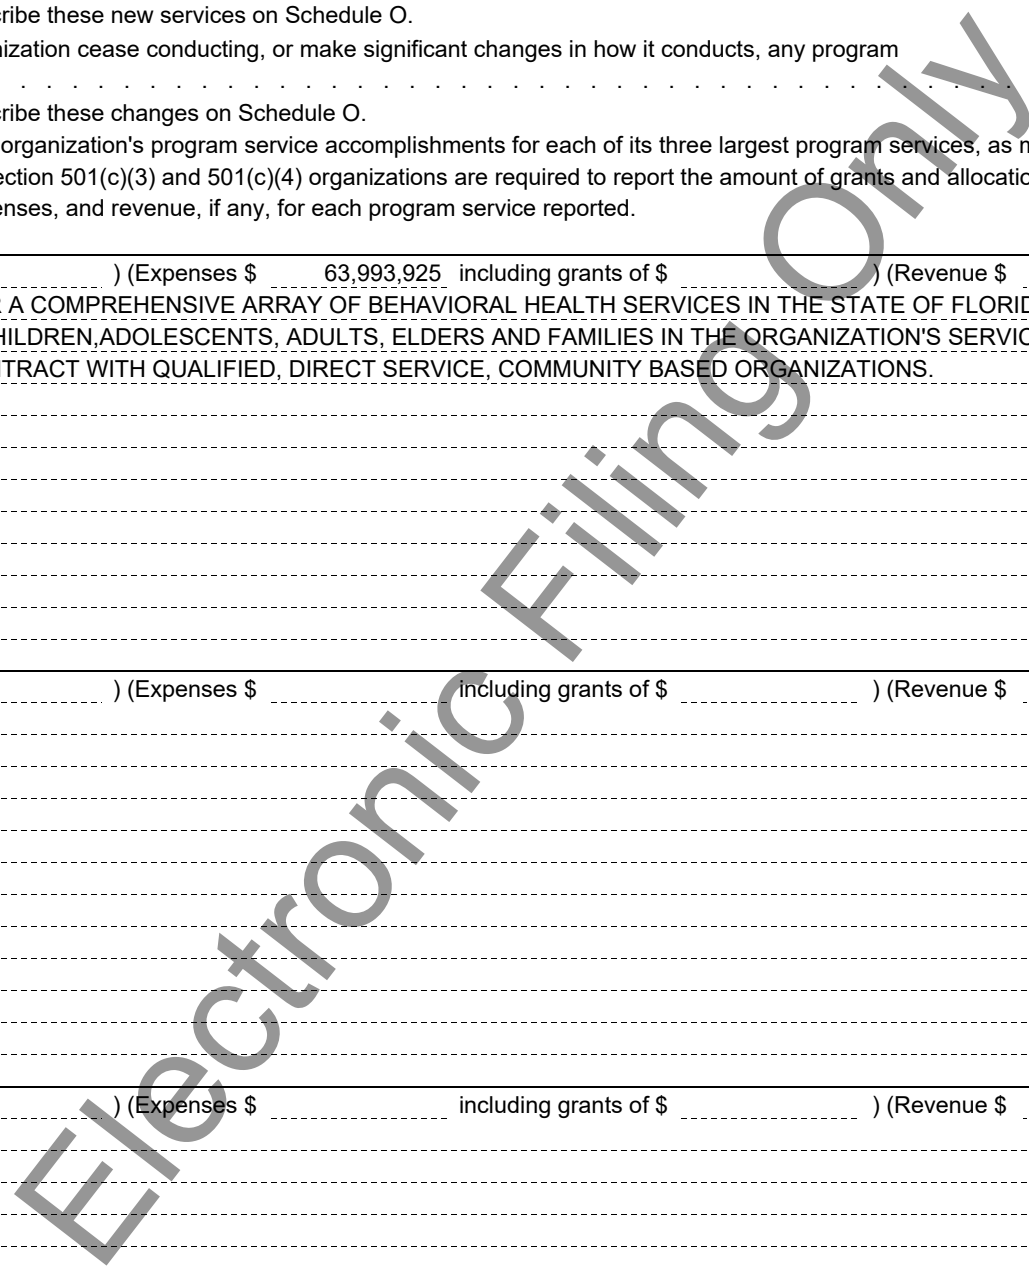 cribe these new services on Schedule O.
nization cease conducting, or make significant changes in how it conducts, any program
. . . . . . . . . . . . . . . . . . . . . . . . . . . . . . . . . . . . . . .
cribe these changes on Schedule O.
organization's program service accomplishments for each of its three largest program services, as m
ection 501(c)(3) and 501(c)(4) organizations are required to report the amount of grants and allocatio
enses, and revenue, if any, for each program service reported.
) (Expenses $ 63,993,925 including grants of $ ) (Revenue $
R A COMPREHENSIVE ARRAY OF BEHAVIORAL HEALTH SERVICES IN THE STATE OF FLORID
HILDREN,ADOLESCENTS, ADULTS, ELDERS AND FAMILIES IN THE ORGANIZATION'S SERVIC
NTRACT WITH QUALIFIED, DIRECT SERVICE, COMMUNITY BASED ORGANIZATIONS.
) (Expenses $ including grants of $ ) (Revenue $
) (Expenses $ including grants of $ ) (Revenue $
Electronic Filing Only